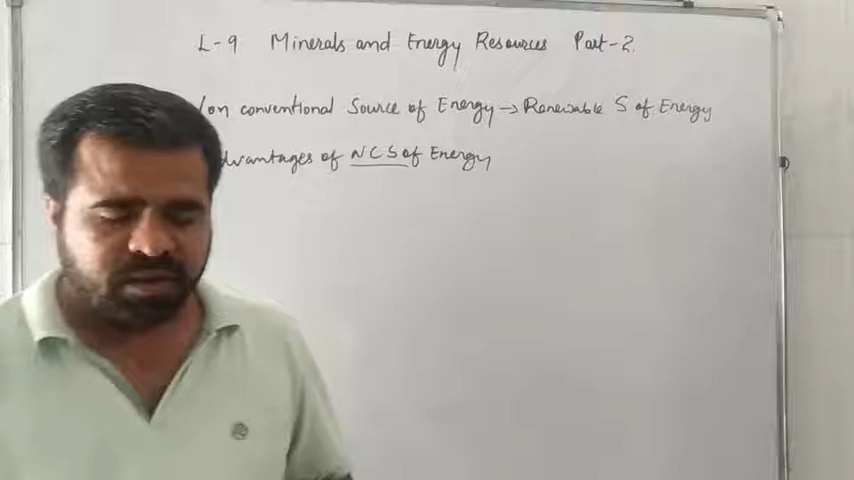 L-9 Minerals and Energy Resources Part-2.
on conventional Source of Energy → Renewable S of Energy
dvantages of NCS of Energy